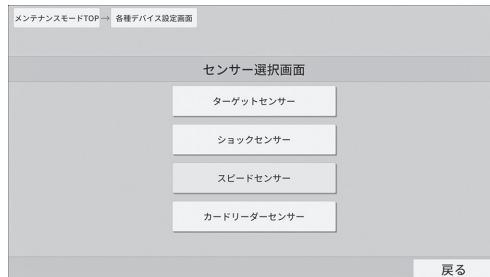 メンテナンスモードTOP→ 各種デバイス設定画面
センサー選択画面
ターゲットセンサー
ショックセンサー
スピードセンサー
カードリーダーセンサー
戻る